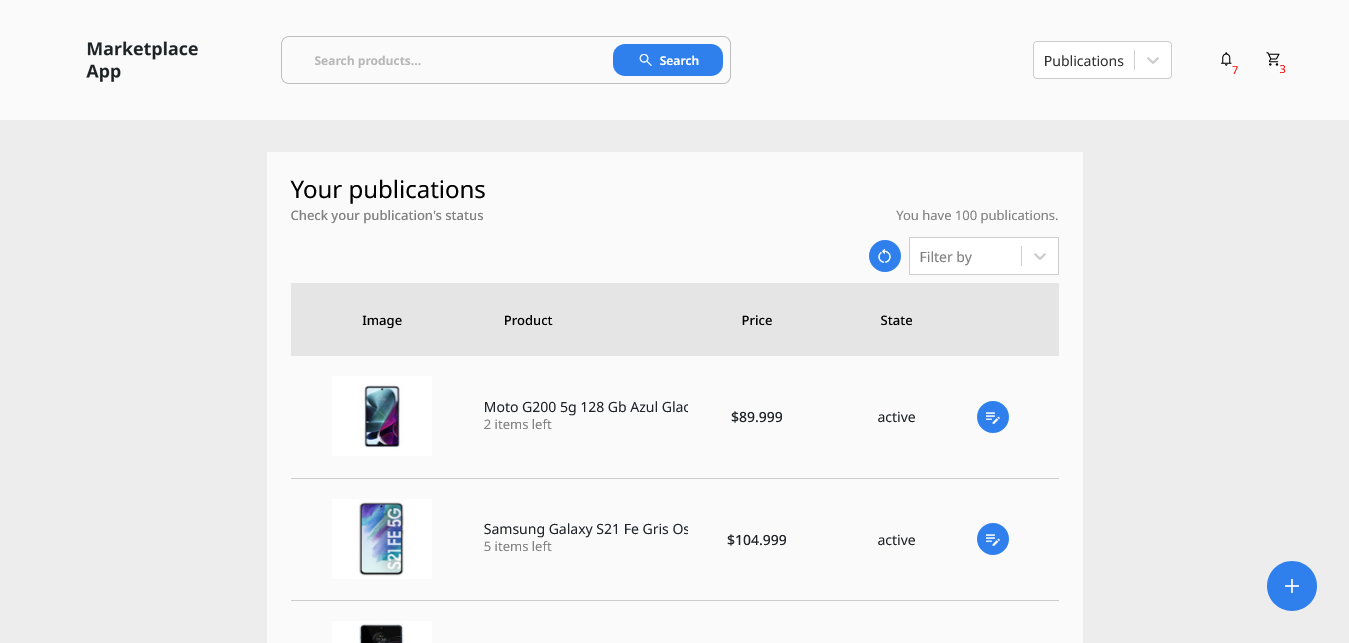 Marketplace
App
Search products...
Search
Publications
7
3
Your publications
Check your publication's status
You have 100 publications.
Filter by
Image Product Price State
Moto G200 5g 128 Gb Azul Glac
2 items left
$89.999
active
S21 FE 5G
Samsung Galaxy S21 Fe Gris Os
5 items left
$104.999
active